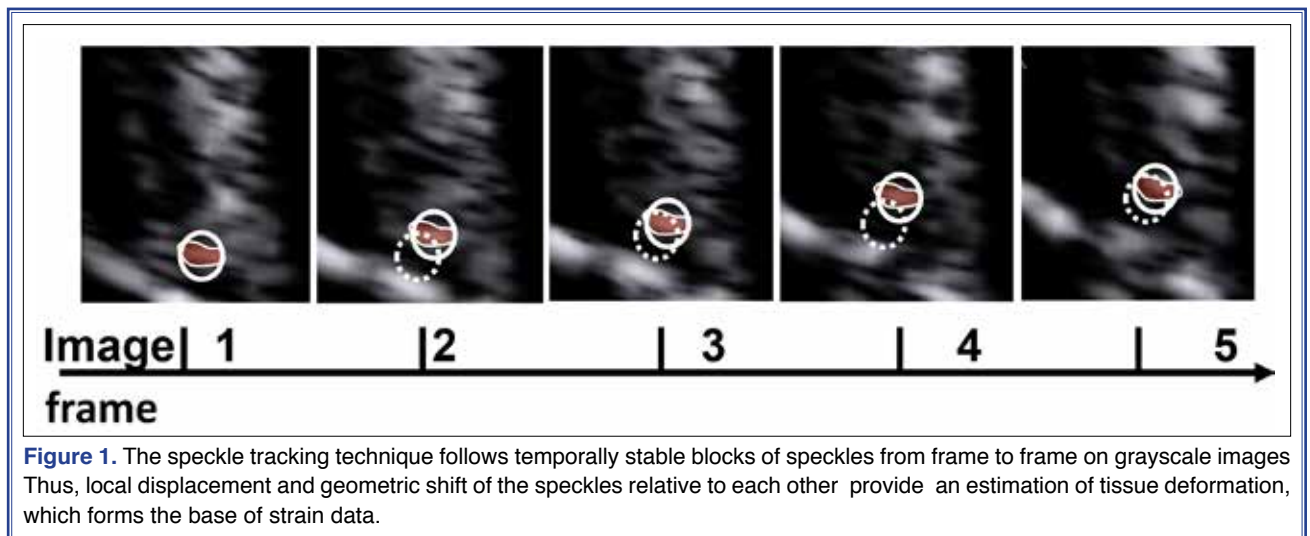 Image 1 2 3 4 5
frame
Figure 1. The speckle tracking technique follows temporally stable blocks of speckles from frame to frame on grayscale images
Thus, local displacement and geometric shift of the speckles relative to each other provide an estimation of tissue deformation,
which forms the base of strain data.